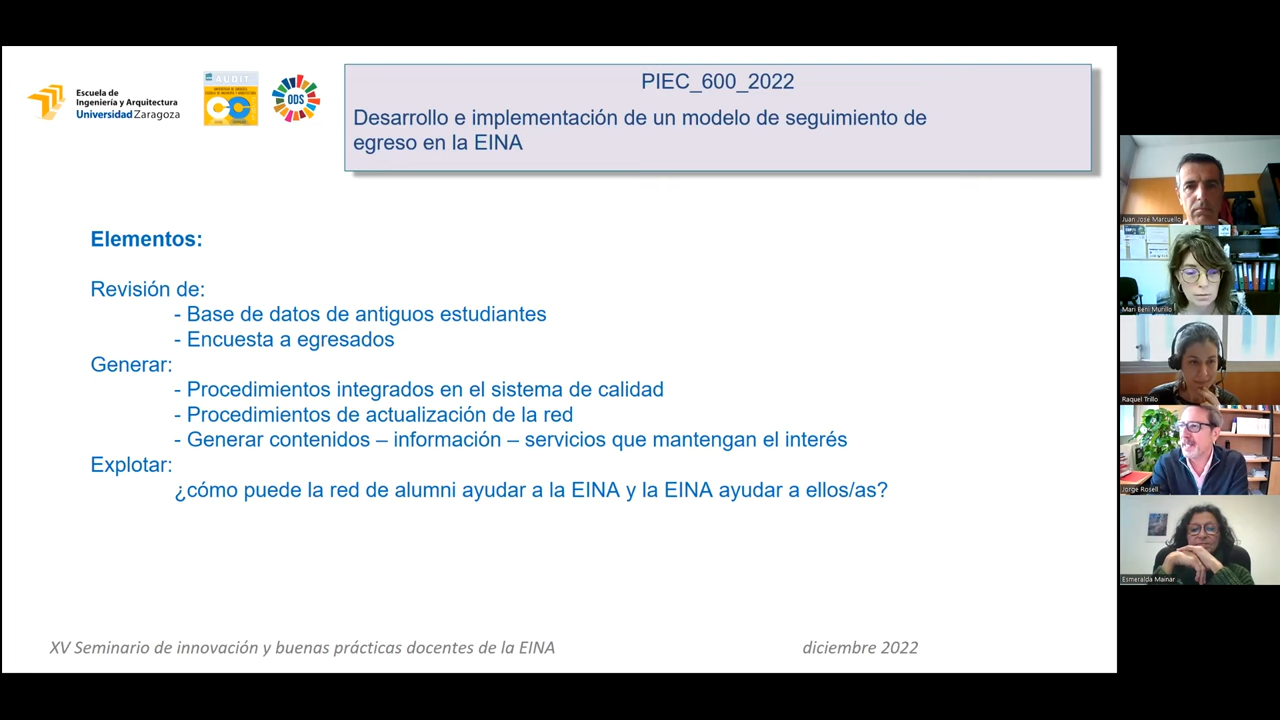 Escuela de
Ingeniería y Arquitectura
Universidad Zaragoza
AUDIT
ODS
PIEC_600_2022
Desarrollo e implementación de un modelo de seguimiento de
egreso en la EINA
Elementos:
Revisión de:
- Base de datos de antiguos estudiantes
- Encuesta a egresados
Generar:
- Procedimientos integrados en el sistema de calidad
- Procedimientos de actualización de la red
- Generar contenidos – información – servicios que mantengan el interés
Explotar:
¿cómo puede la red de alumni ayudar a la EINA y la EINA ayudar a ellos/as?
XV Seminario de innovación y buenas prácticas docentes de la EINA
diciembre 2022
Juan José Marcuello
Mari Beni Murillo
Raquel Trillo
Jorge Rosell
Esmeralda Mainar